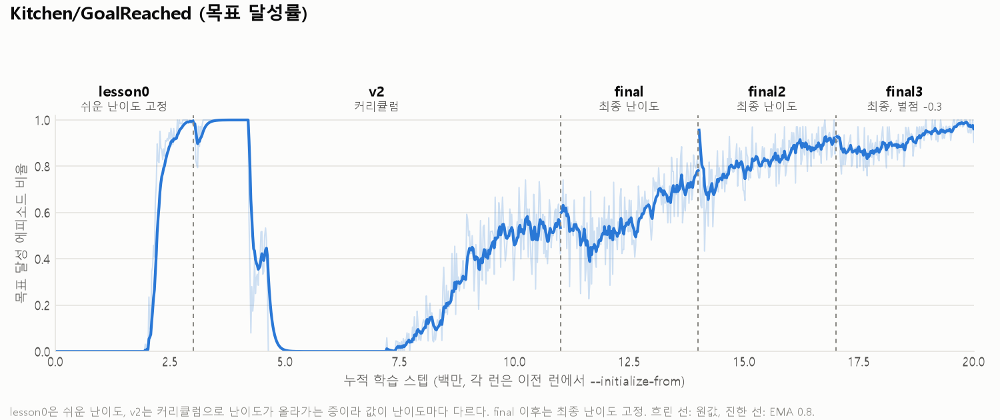 Kitchen/GoalReached (목표 달성률)
lesson0
쉬운 난이도 고정
v2
커리큘럼
final
최종 난이도
final2
최종 난이도
final3
최종, 벌점 -0.3
목표 달성 에피소드 비율
1.0
0.8
0.6
0.4
0.2
0.0
0.0 2.5 5.0 7.5 10.0 12.5 15.0 17.5 20.0
누적 학습 스텝 (백만, 각 런은 이전 런에서 --initialize-from)
lesson0은 쉬운 난이도, v2는 커리큘럼으로 난이도가 올라가는 중이라 값이 난이도마다 다르다. final 이후는 최종 난이도 고정. 흐린 선: 원값, 진한 선: EMA 0.8.